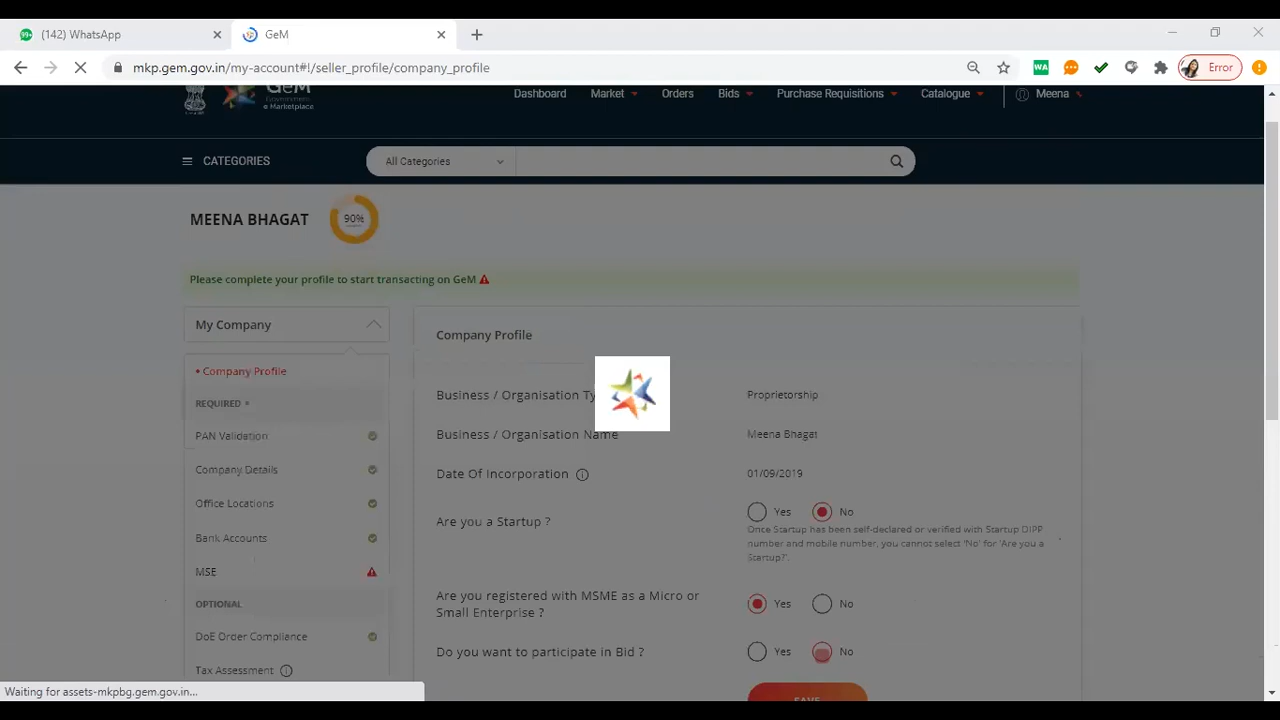 99+ (142) WhatsApp
GeM
mkp.gem.gov.in/my-account#!/seller_profile/company_profile
WA
Error
GeM
Government
e Marketplace
Dashboard Market Orders Bids Purchase Requisitions Catalogue Meena
CATEGORIES
All Categories
MEENA BHAGAT 90%
Please complete your profile to start transacting on GeM
My Company
• Company Profile
REQUIRED •
PAN Validation
Company Details
Office Locations
Bank Accounts
MSE
OPTIONAL
DoE Order Compliance
Tax Assessment
Company Profile
Business / Organisation Ty Proprietorship
Business / Organisation Name Meena Bhagat
Date Of Incorporation 01/09/2019
Are you a Startup ? Yes No
Once Startup has been self-declared or verified with Startup DIPP
number and mobile number, you cannot select 'No' for 'Are you a
Startup?'.
Are you registered with MSME as a Micro or
Small Enterprise ? Yes No
Do you want to participate in Bid ? Yes No
SAVE
Waiting for assets-mkpbg.gem.gov.in...